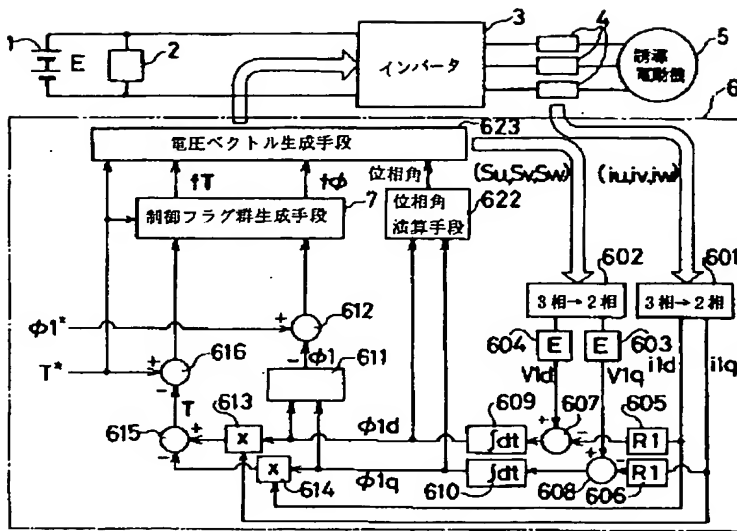 1
E
2
3
インバータ
4
5
誘導
電動機
6
623
電圧ベクトル生成手段
fT
fφ
位相角
(Su,Sv,Sw)
(iu,iv,iw)
制御フラグ群生成手段
7
位相角
演算手段
622
602
601
3相→2相
3相→2相
φ1*
+
612
-
φ1
604
E
E
603
i1d
i1q
V1d
V1q
T*
+
616
-
611
T
613
615
+
-
x
x
614
φ1d
φ1q
609
∫dt
610
∫dt
+
607
-
605
R1
+
608
-
606
R1